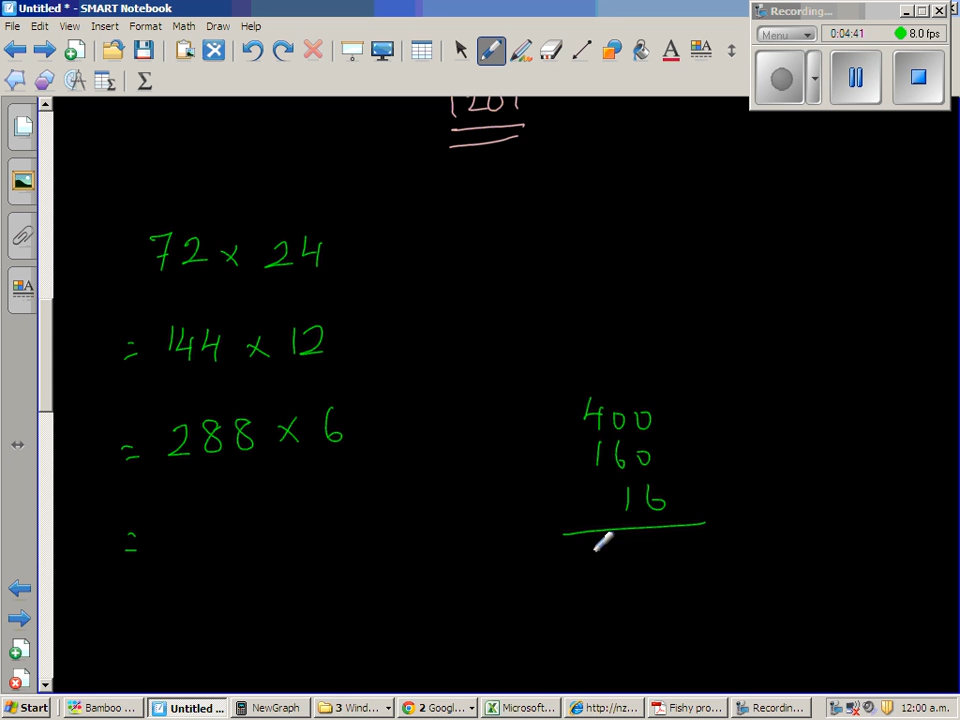 Untitled * - SMART Notebook
File Edit View Insert Format Math Draw Help
Recording...
Menu
0:04:41
8.0 fps
72 x 24
= 144 x 12
= 288 x 6
=
400
160
16
Start
Bamboo ...
Untitled ...
NewGraph
3 Wind...
2 Googl...
Microsoft...
http://nz...
Fishy pro...
Recording...
12:00 a.m.